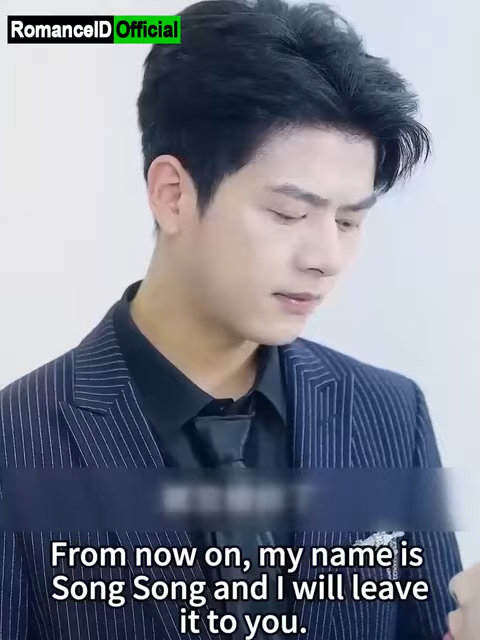 RomanceID Official
From now on, my name is
Song Song and I will leave
it to you.